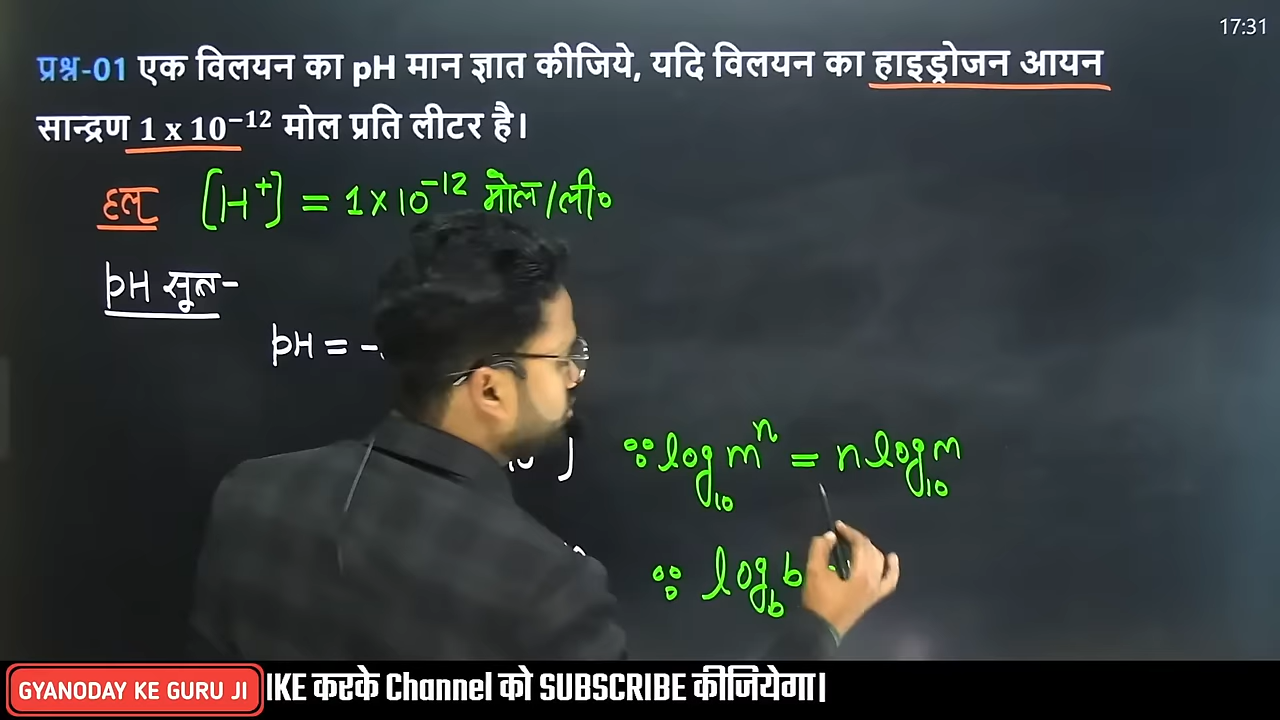 17:31
प्रश्न-01 एक विलयन का pH मान ज्ञात कीजिये, यदि विलयन का हाइड्रोजन आयन
सान्द्रण 1 x 10⁻¹² मोल प्रति लीटर है।
हल [H⁺] = 1×10⁻¹² मोल/ली०
pH सूत्र-
pH = -
∵ log₁₀ mⁿ = n log₁₀ m
∵ log_b b
GYANODAY KE GURU JI
IKE करके Channel को SUBSCRIBE कीजियेगा|